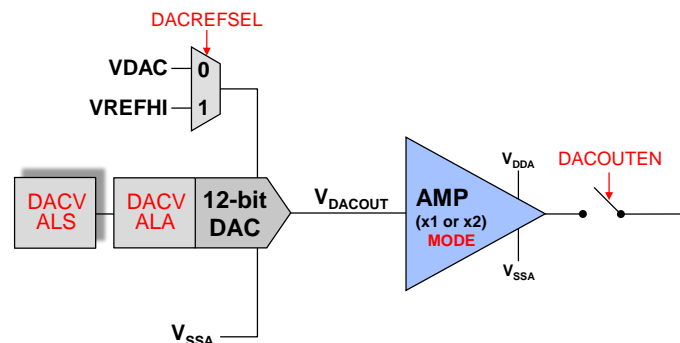 DACREFSEL
VDAC
0
VREFHI
1
DACV
ALS
DACV
ALA
12-bit
DAC
VDACOUT
AMP
(x1 or x2)
MODE
VDDA
VSSA
DACOUTEN
VSSA